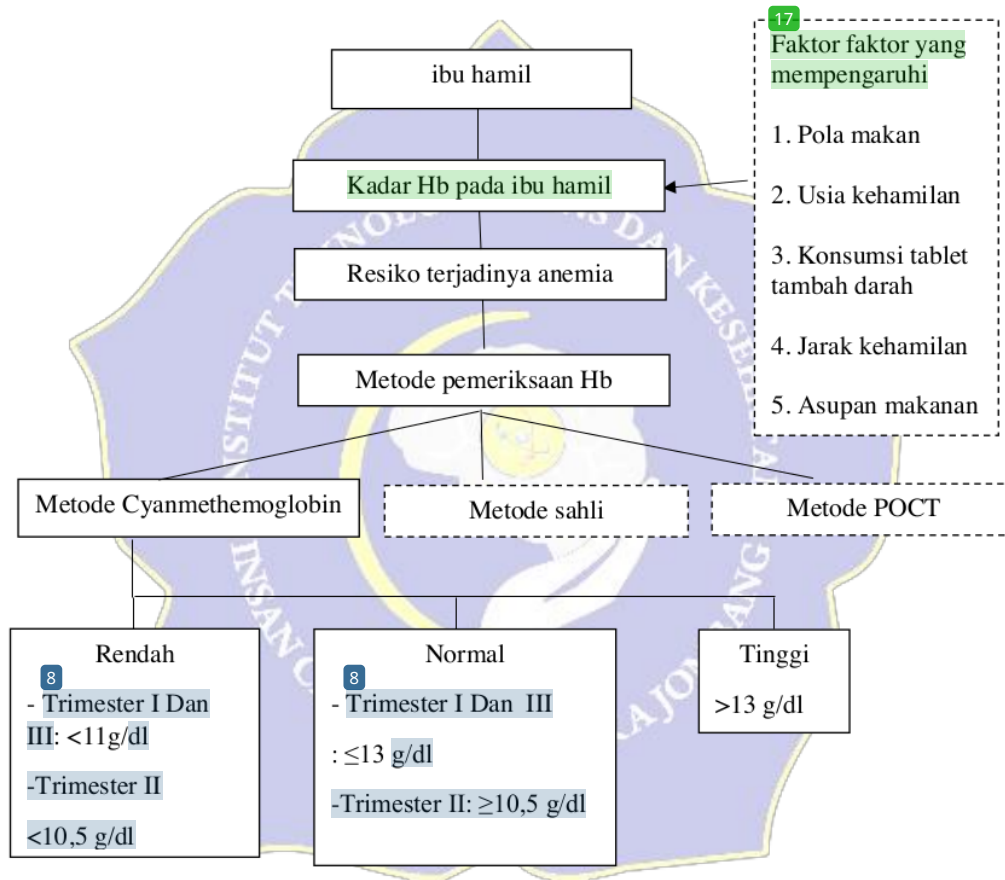 17
Faktor faktor yang
mempengaruhi
1. Pola makan
2. Usia kehamilan
3. Konsumsi tablet
tambah darah
4. Jarak kehamilan
5. Asupan makanan
ibu hamil
Kadar Hb pada ibu hamil
Resiko terjadinya anemia
Metode pemeriksaan Hb
Metode Cyanmethemoglobin
Metode sahli
Metode POCT
Rendah
8
- Trimester I Dan
III: <11g/dl
-Trimester II
<10,5 g/dl
Normal
8
- Trimester I Dan III
: ≤13 g/dl
-Trimester II: ≥10,5 g/dl
Tinggi
>13 g/dl